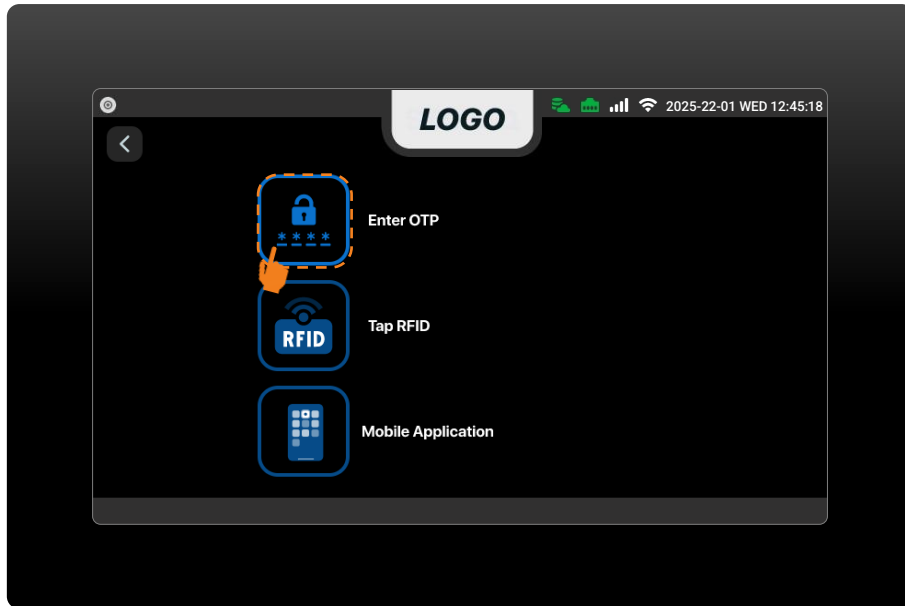 LOGO
2025-22-01 WED 12:45:18
Enter OTP
* * * *
Tap RFID
RFID
Mobile Application